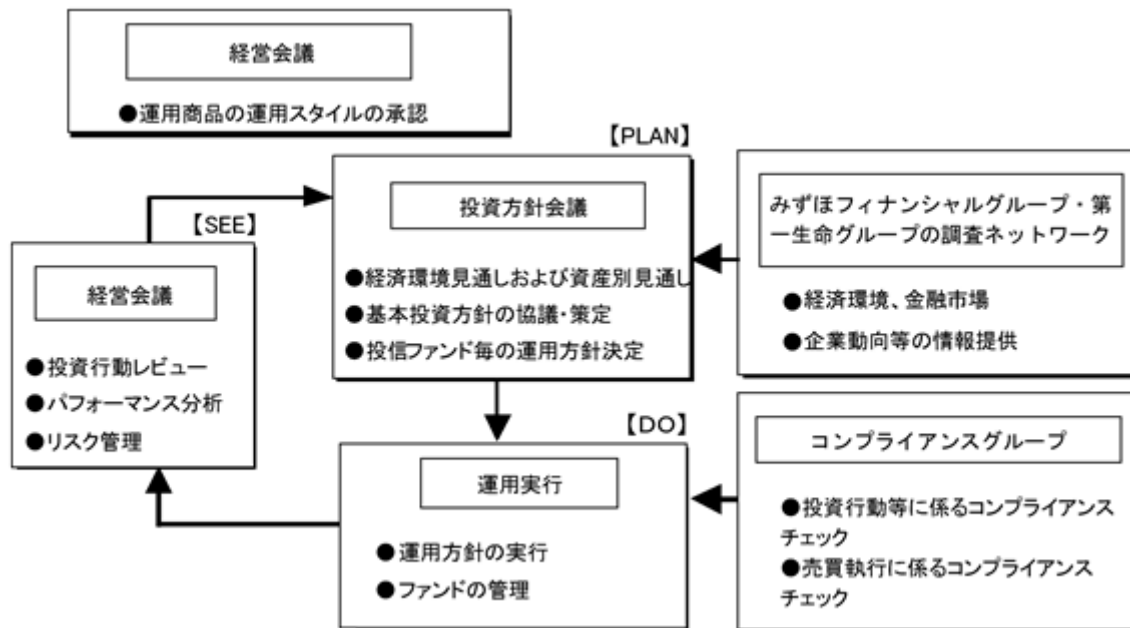 経営会議
●運用商品の運用スタイルの承認
【PLAN】
投資方針会議
●経済環境見通しおよび資産別見通し
●基本投資方針の協議・策定
●投信ファンド毎の運用方針決定
みずほフィナンシャルグループ・第
一生命グループの調査ネットワーク
●経済環境、金融市場
●企業動向等の情報提供
【SEE】
経営会議
●投資行動レビュー
●パフォーマンス分析
●リスク管理
【DO】
運用実行
●運用方針の実行
●ファンドの管理
コンプライアンスグループ
●投資行動等に係るコンプライアンス
チェック
●売買執行に係るコンプライアンス
チェック